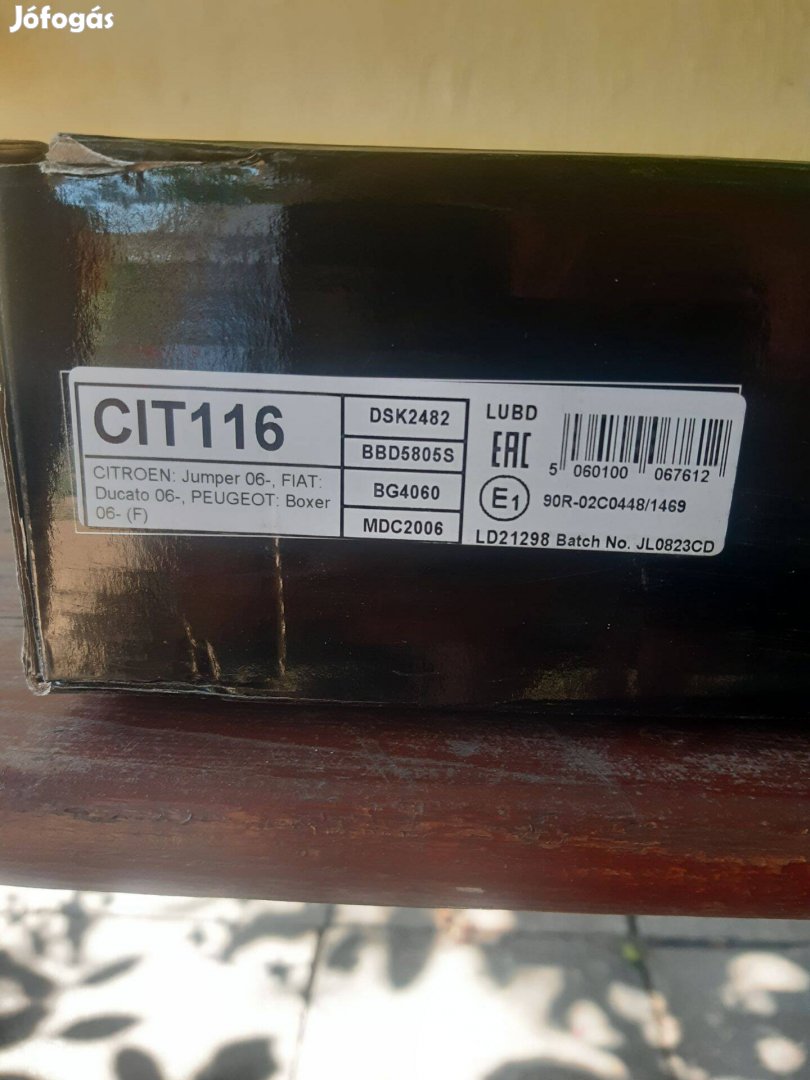 Jófogás
CIT116
CITROEN: Jumper 06-, FIAT:
Ducato 06-, PEUGEOT: Boxer
06- (F)
DSK2482
BBD5805S
BG4060
MDC2006
LUBD
EAC
5 060100 067612
E1 90R-02C0448/1469
LD21298 Batch No. JL0823CD